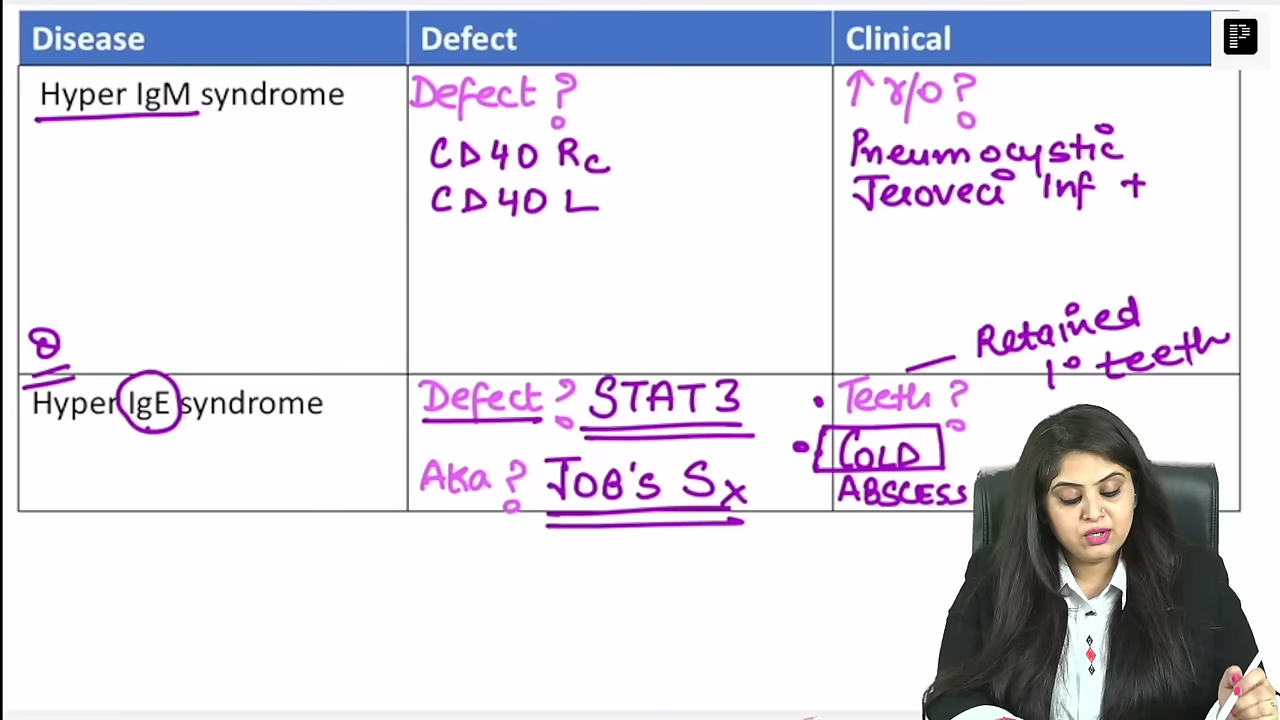 Disease Defect Clinical
Hyper IgM syndrome
Defect ?
CD40 Rc
CD40 L
↑ r/o ?
Pneumocystic
Jeroveci Inf +
Retained
1° teeth
Hyper IgE syndrome
Defect ? STAT3
Aka ? JOB's Sx
• Teeth ?
• COLD
ABSCESS